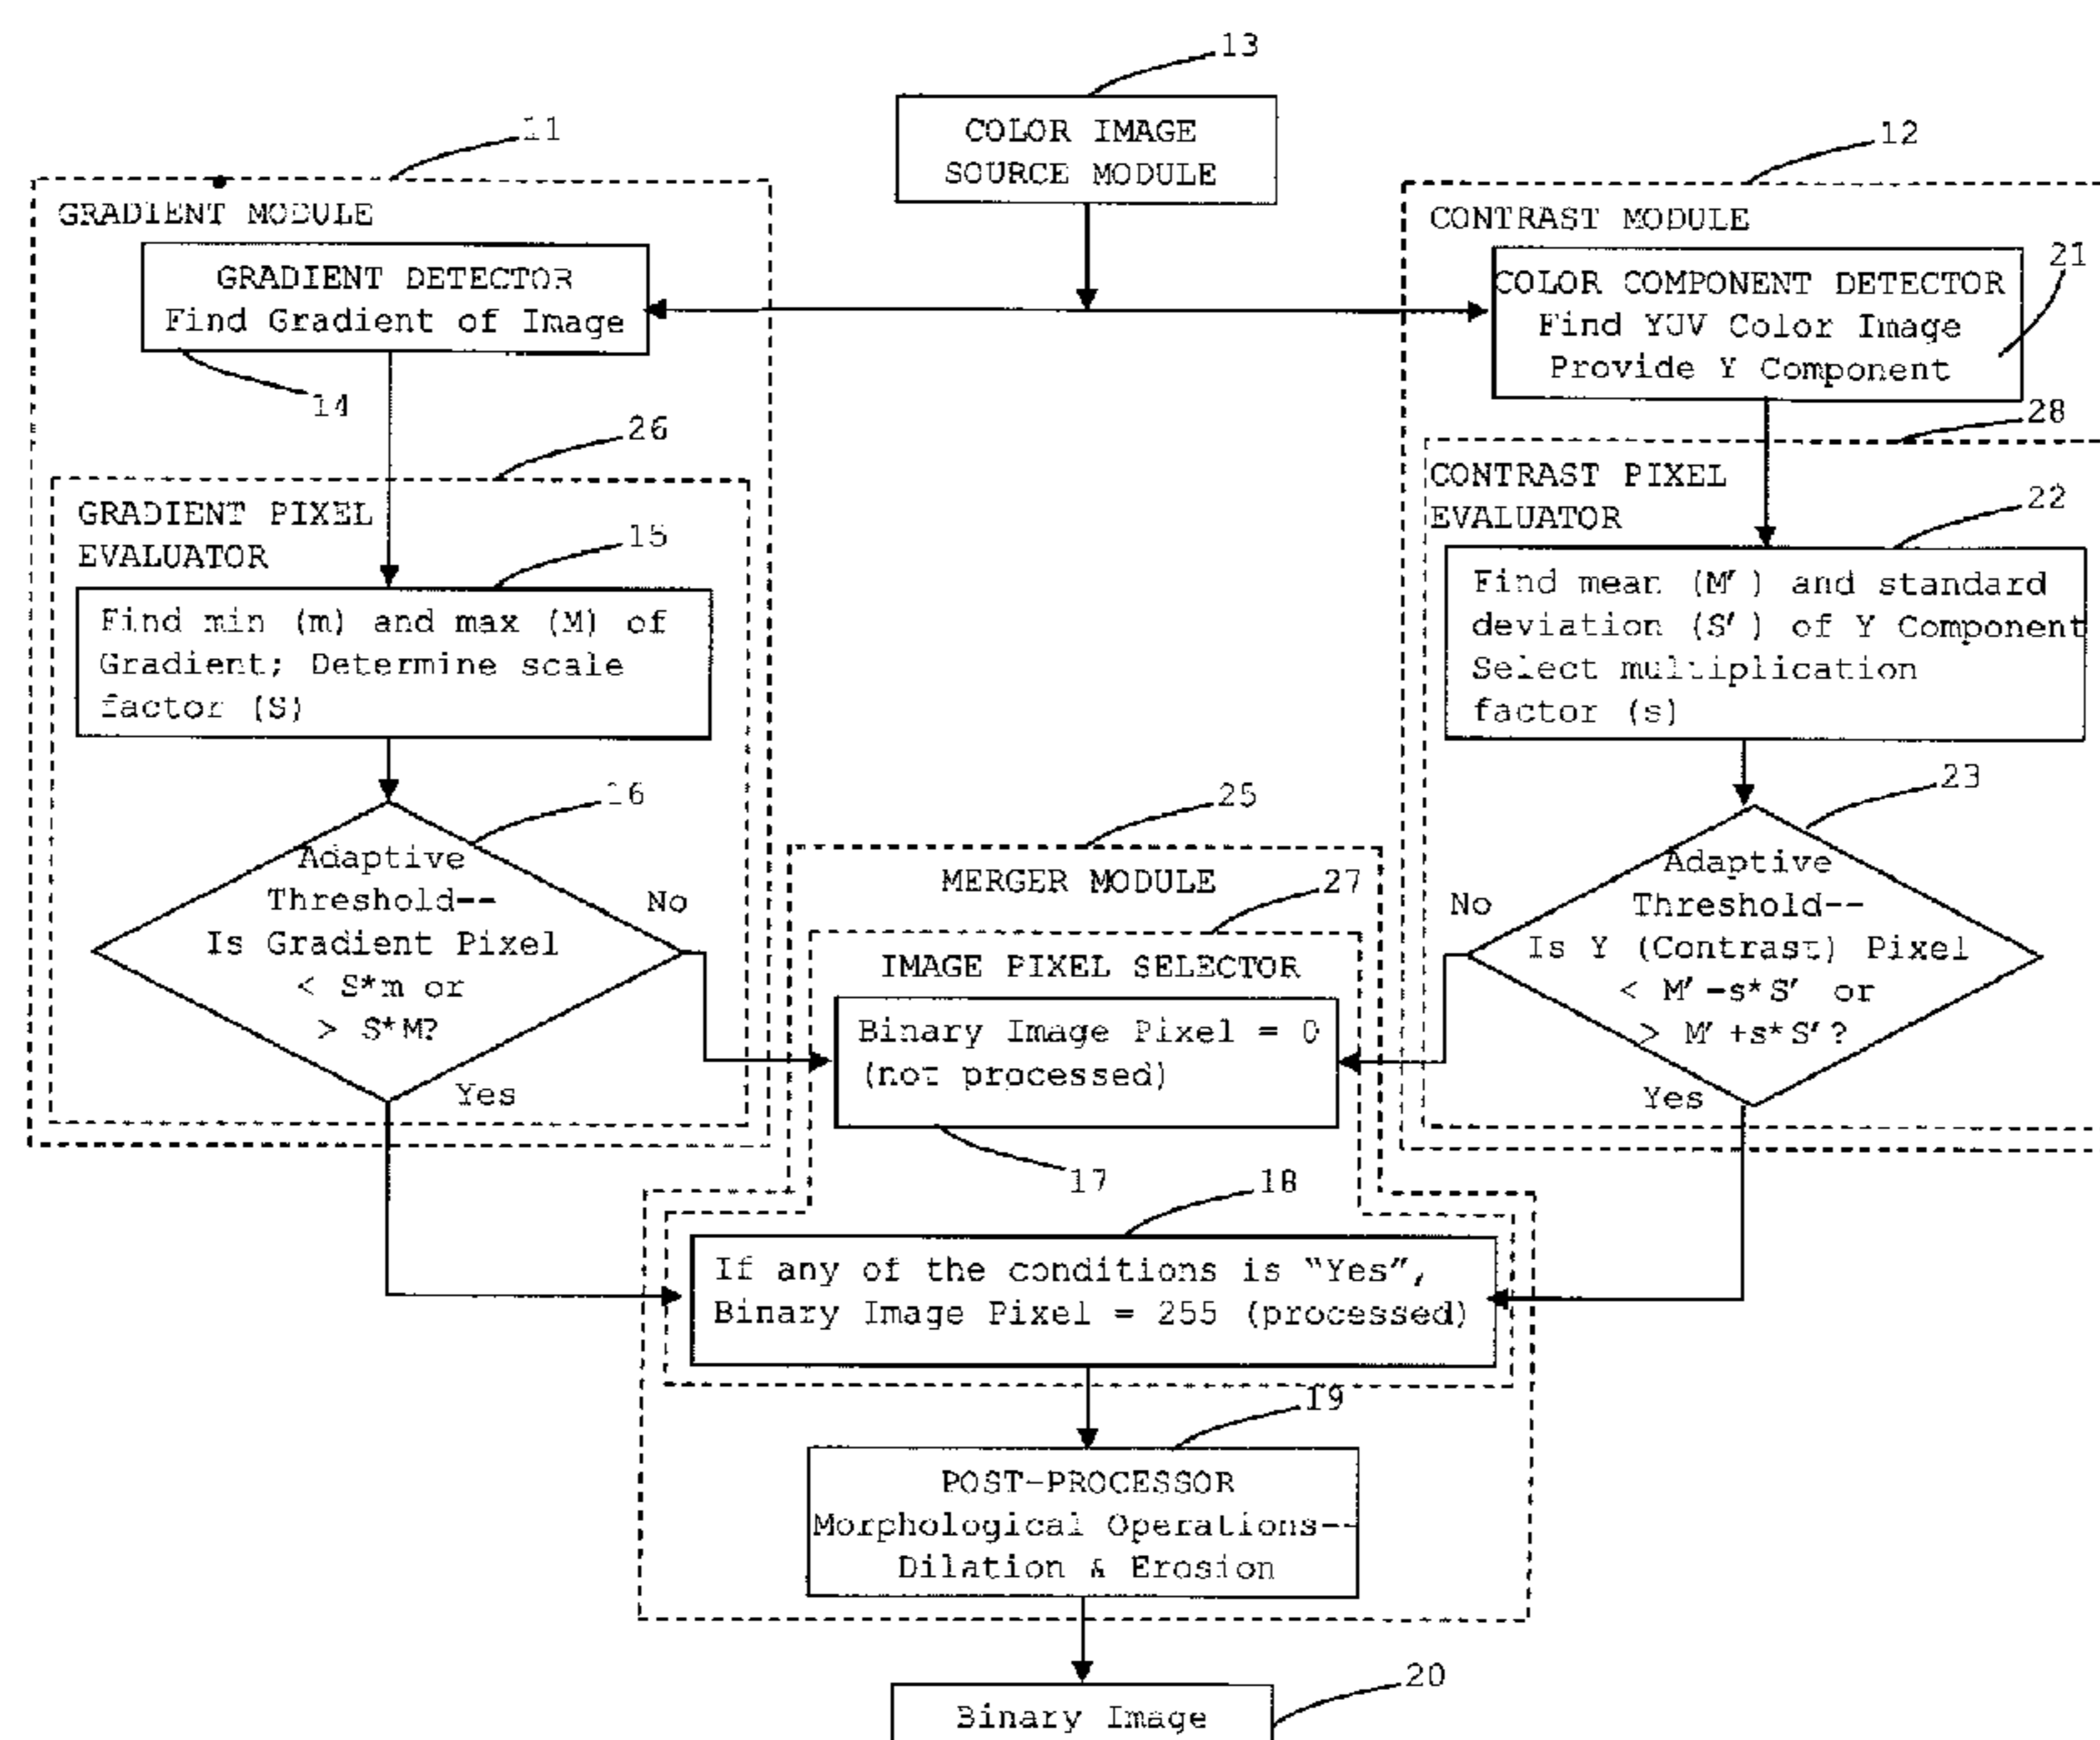 13
COLOR IMAGE
SOURCE MODULE
11
GRADIENT MODULE
GRADIENT DETECTOR
Find Gradient of Image
14
26
GRADIENT PIXEL
EVALUATOR
15
Find min (m) and max (M) of
Gradient; Determine scale
factor (S)
16
Adaptive
Threshold--
Is Gradient Pixel
< S*m or
> S*M?
No
Yes
12
CONTRAST MODULE
21
COLOR COMPONENT DETECTOR
Find YUV Color Image
Provide Y Component
28
CONTRAST PIXEL
EVALUATOR
22
Find mean (M') and standard
deviation (S') of Y Component
Select multiplication
factor (s)
23
Adaptive
Threshold--
Is Y (Contrast) Pixel
< M'-s*S' or
> M'+s*S'?
No
Yes
25
MERGER MODULE
27
IMAGE PIXEL SELECTOR
Binary Image Pixel = 0
(not processed)
17
18
If any of the conditions is "Yes",
Binary Image Pixel = 255 (processed)
19
POST-PROCESSOR
Morphological Operations--
Dilation & Erosion
20
Binary Image